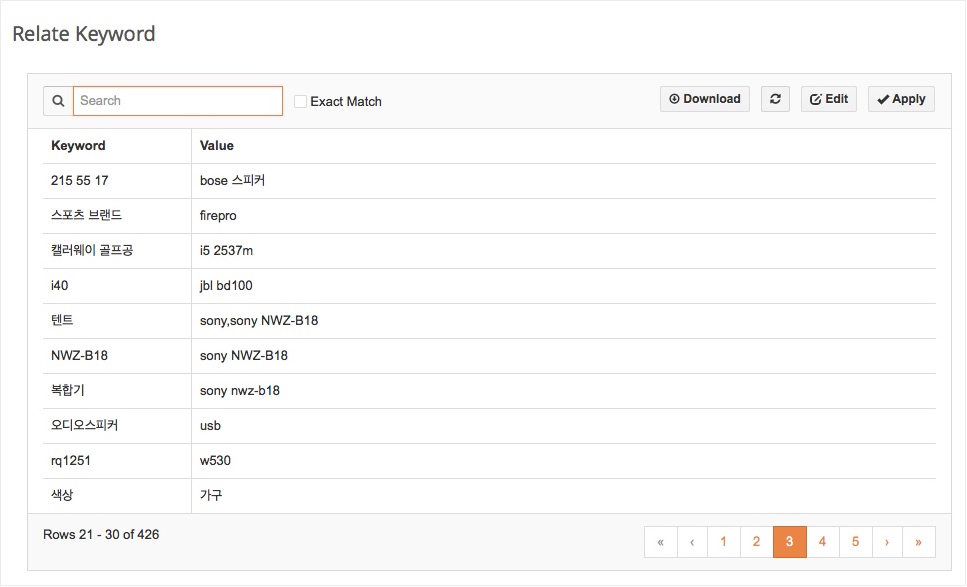 Relate Keyword
Search Exact Match Download Edit Apply
Keyword Value
215 55 17 bose 스피커
스포츠 브랜드 firepro
캘러웨이 골프공 i5 2537m
i40 jbl bd100
텐트 sony,sony NWZ-B18
NWZ-B18 sony NWZ-B18
복합기 sony nwz-b18
오디오스피커 usb
rq1251 w530
색상 가구
Rows 21 - 30 of 426 « ‹ 1 2 3 4 5 › »